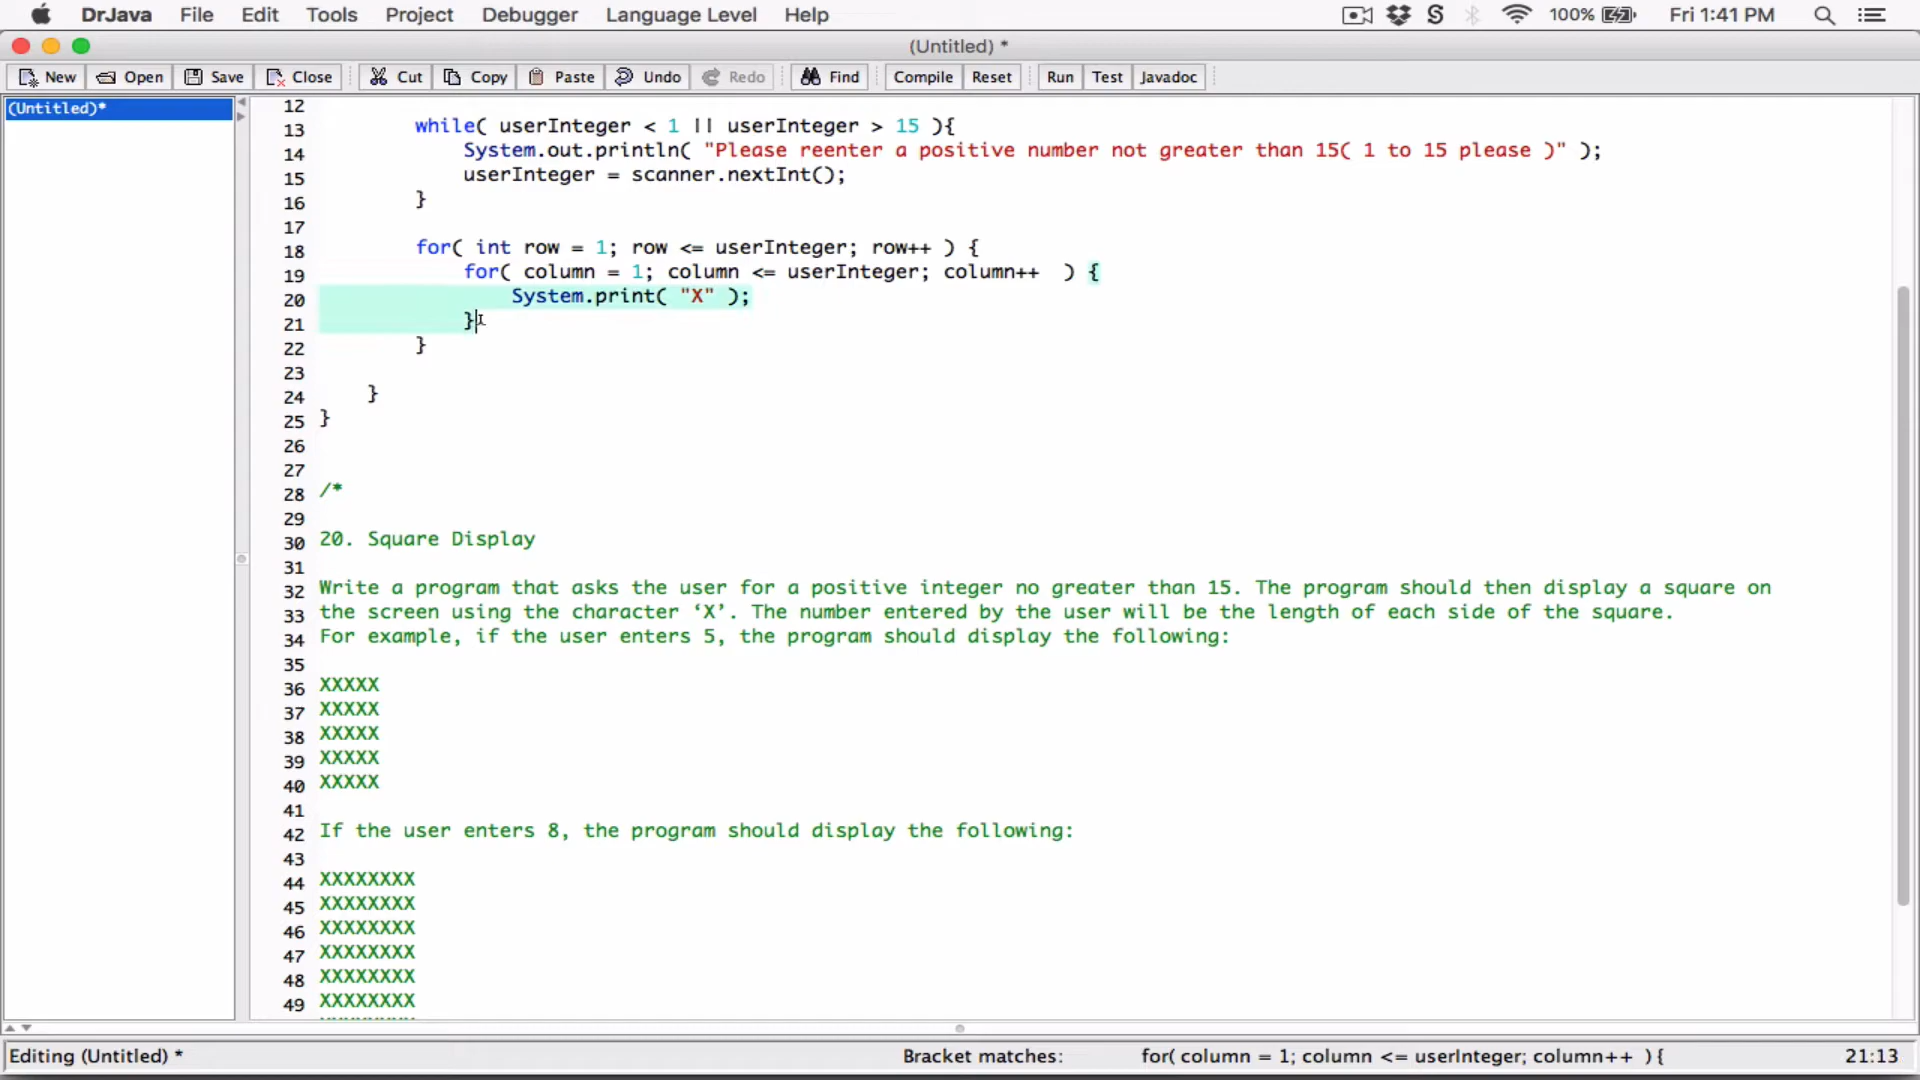 DrJava File Edit Tools Project Debugger Language Level Help 100% Fri 1:41 PM
(Untitled) *
New Open Save Close Cut Copy Paste Undo Redo Find Compile Reset Run Test Javadoc
(Untitled)*
12
13 while( userInteger < 1 || userInteger > 15 ){
14 System.out.println( "Please reenter a positive number not greater than 15( 1 to 15 please )" );
15 userInteger = scanner.nextInt();
16 }
17
18 for( int row = 1; row <= userInteger; row++ ) {
19 for( column = 1; column <= userInteger; column++  ) {
20 System.print( "X" );
21 }
22 }
23
24 }
25 }
26
27
28 /*
29
30 20. Square Display
31
32 Write a program that asks the user for a positive integer no greater than 15. The program should then display a square on
33 the screen using the character ‘X’. The number entered by the user will be the length of each side of the square.
34 For example, if the user enters 5, the program should display the following:
35
36 XXXXX
37 XXXXX
38 XXXXX
39 XXXXX
40 XXXXX
41
42 If the user enters 8, the program should display the following:
43
44 XXXXXXXX
45 XXXXXXXX
46 XXXXXXXX
47 XXXXXXXX
48 XXXXXXXX
49 XXXXXXXX
Editing (Untitled) * Bracket matches: for( column = 1; column <= userInteger; column++  ) { 21:13